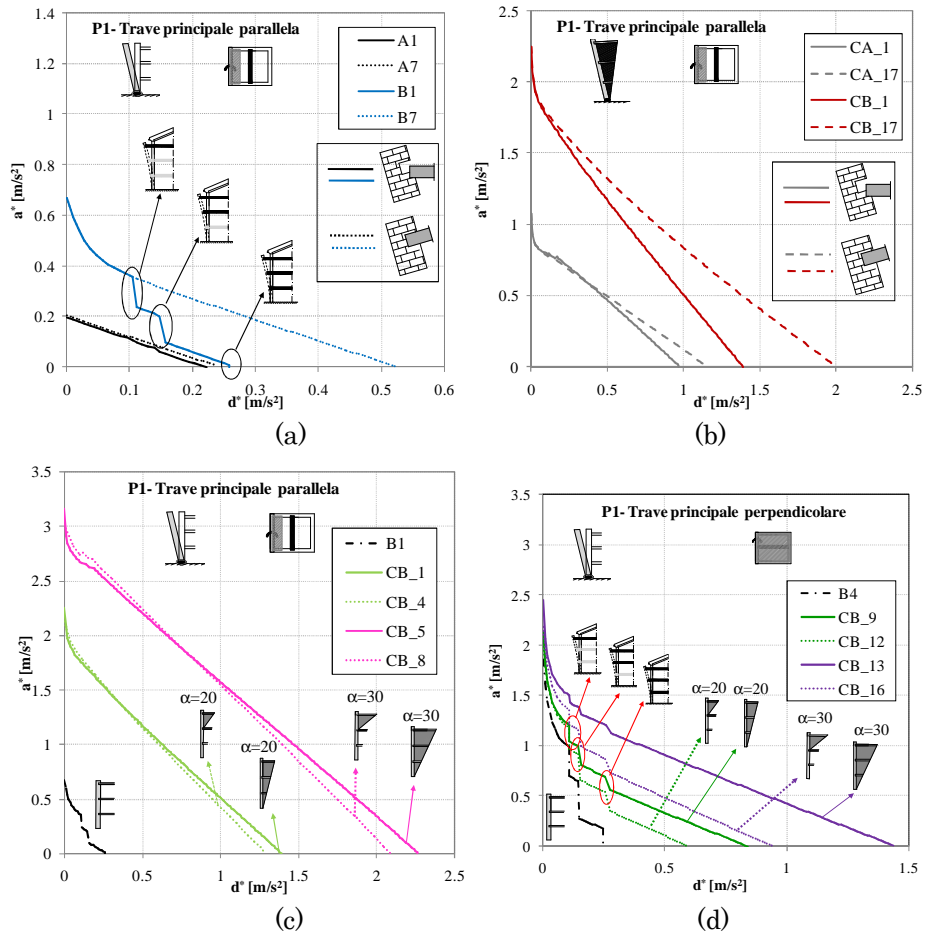 P1- Trave principale parallela
A1
A7
B1
B7
a* [m/s²]
1.4
1.2
1.0
0.8
0.6
0.4
0.2
0.0
0
0.1
0.2
0.3
0.4
0.5
0.6
d* [m/s²]
(a)
P1- Trave principale parallela
CA_1
CA_17
CB_1
CB_17
a* [m/s²]
2.5
2
1.5
1
0.5
0
0
0.5
1
1.5
2
2.5
d* [m/s²]
(b)
P1- Trave principale parallela
B1
CB_1
CB_4
CB_5
CB_8
α=20
α=20
α=30
α=30
a* [m/s²]
3.5
3
2.5
2
1.5
1
0.5
0
0
0.5
1
1.5
2
2.5
d* [m/s²]
(c)
P1- Trave principale perpendicolare
B4
CB_9
CB_12
CB_13
CB_16
α=20
α=20
α=30
α=30
a* [m/s²]
3.5
3
2.5
2
1.5
1
0.5
0
0
0.5
1
1.5
d* [m/s²]
(d)